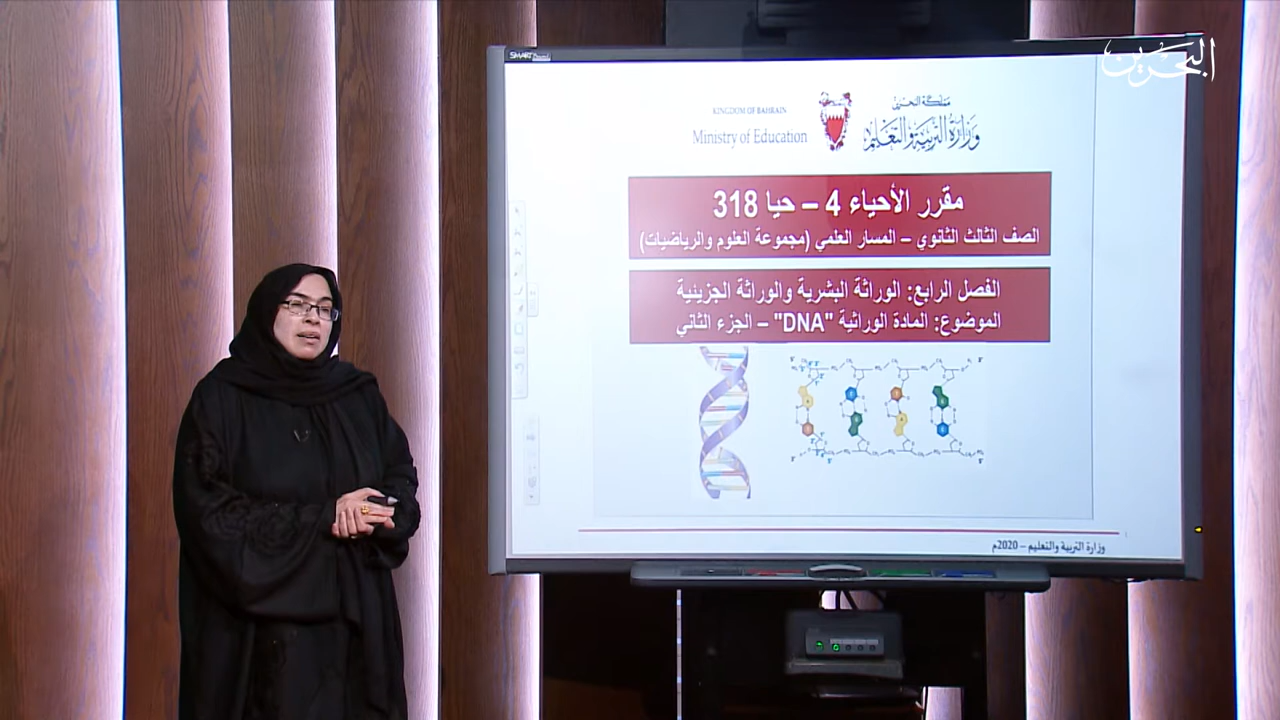 البحرين
SMART
مملكة البحرين
KINGDOM OF BAHRAIN
وزارة التربية والتعليم
Ministry of Education
مقرر الأحياء 4 – حيا 318
الصف الثالث الثانوي – المسار العلمي (مجموعة العلوم والرياضيات)
الفصل الرابع: الوراثة البشرية والوراثة الجزيئية
الموضوع: المادة الوراثية "DNA" – الجزء الثاني
وزارة التربية والتعليم – 2020م